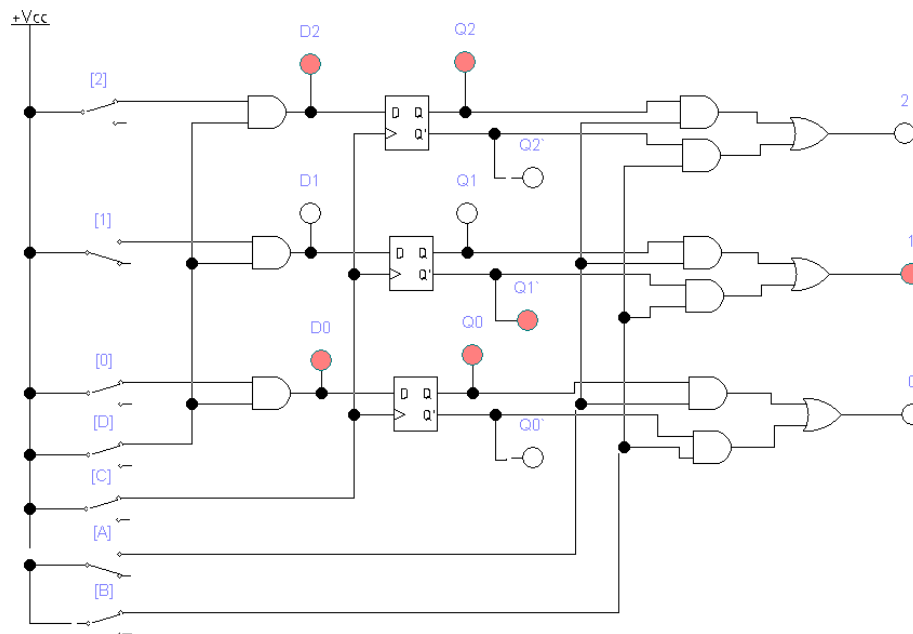 +Vcc
D2
Q2
[2]
2
D Q
Q'
Q2`
D1
Q1
[1]
1
D Q
Q'
Q1`
D0
Q0
[0]
0
D Q
Q'
[D]
Q0`
[C]
[A]
[B]